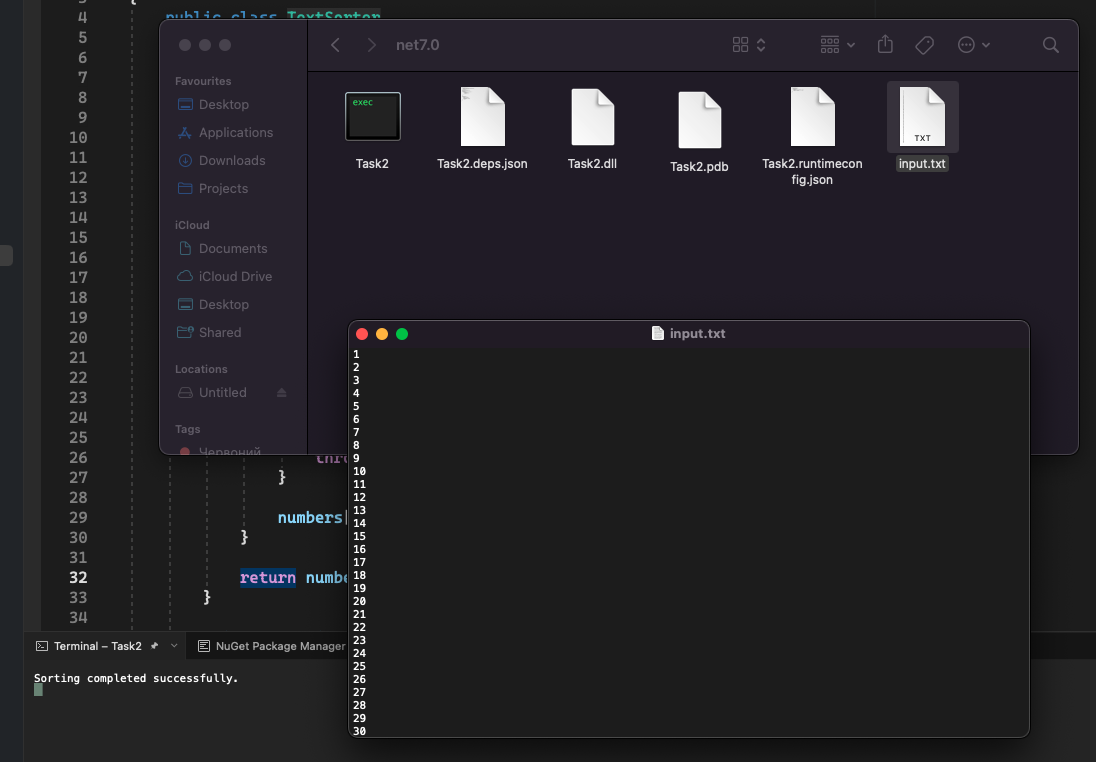 3
4
public class TextSorter
5
6
7
8
9
10
11
12
13
14
15
16
17
18
19
20
21
22
23
24
25
26
27
}
28
29
numbers[
30
}
31
32
return numbe
33
}
34
net7.0
Favourites
Desktop
Applications
Downloads
Projects
iCloud
Documents
iCloud Drive
Desktop
Shared
Locations
Untitled
Tags
Червоний
exec
Task2
Task2.deps.json
Task2.dll
Task2.pdb
Task2.runtimecon
fig.json
TXT
input.txt
input.txt
1
2
3
4
5
6
7
8
9
10
11
12
13
14
15
16
17
18
19
20
21
22
23
24
25
26
27
28
29
30
Terminal – Task2
NuGet Package Manager
Sorting completed successfully.